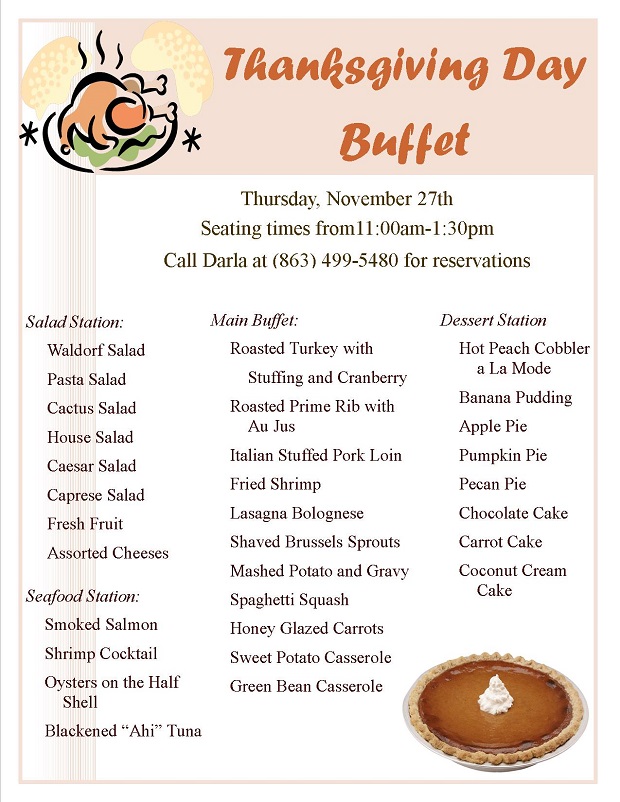 Thanksgiving Day
Buffet
Thursday, November 27th
Seating times from11:00am-1:30pm
Call Darla at (863) 499-5480 for reservations
Salad Station:
Waldorf Salad
Pasta Salad
Cactus Salad
House Salad
Caesar Salad
Caprese Salad
Fresh Fruit
Assorted Cheeses
Seafood Station:
Smoked Salmon
Shrimp Cocktail
Oysters on the Half
Shell
Blackened “Ahi” Tuna
Main Buffet:
Roasted Turkey with
Stuffing and Cranberry
Roasted Prime Rib with
Au Jus
Italian Stuffed Pork Loin
Fried Shrimp
Lasagna Bolognese
Shaved Brussels Sprouts
Mashed Potato and Gravy
Spaghetti Squash
Honey Glazed Carrots
Sweet Potato Casserole
Green Bean Casserole
Dessert Station
Hot Peach Cobbler
a La Mode
Banana Pudding
Apple Pie
Pumpkin Pie
Pecan Pie
Chocolate Cake
Carrot Cake
Coconut Cream
Cake